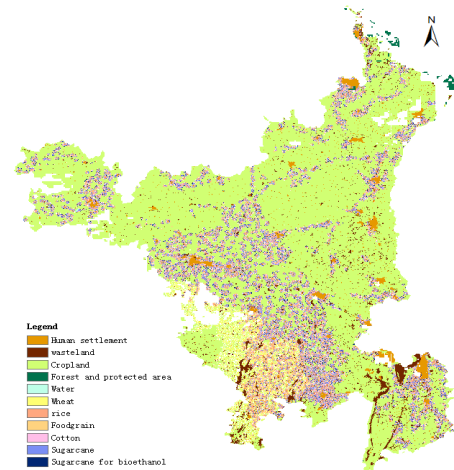 N
Legend
Human settlement
wasteland
Cropland
Forest and protected area
Water
Wheat
rice
Foodgrain
Cotton
Sugarcane
Sugarcane for bioethanol